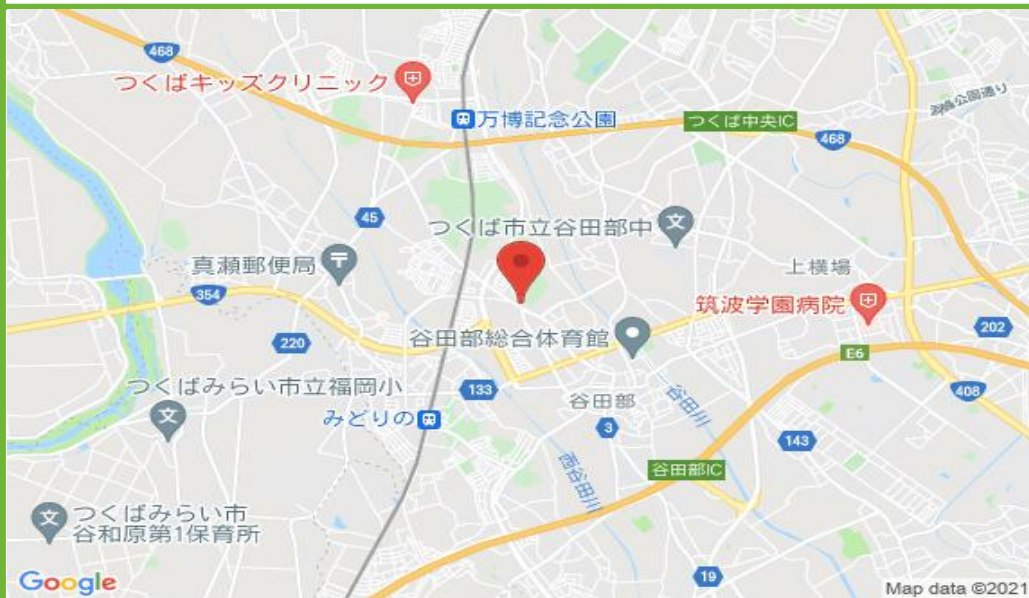 468
つくばキッズクリニック
万博記念公園
つくば中央IC
468
45
つくば市立谷田部中
真瀬郵便局
上横場
354
筑波学園病院
220
谷田部総合体育館
202
E6
つくばみらい市立福岡小
133
谷田部
谷田川
408
みどりの
3
143
西谷田川
谷田部IC
つくばみらい市
谷和原第1保育所
19
Google
Map data ©2021